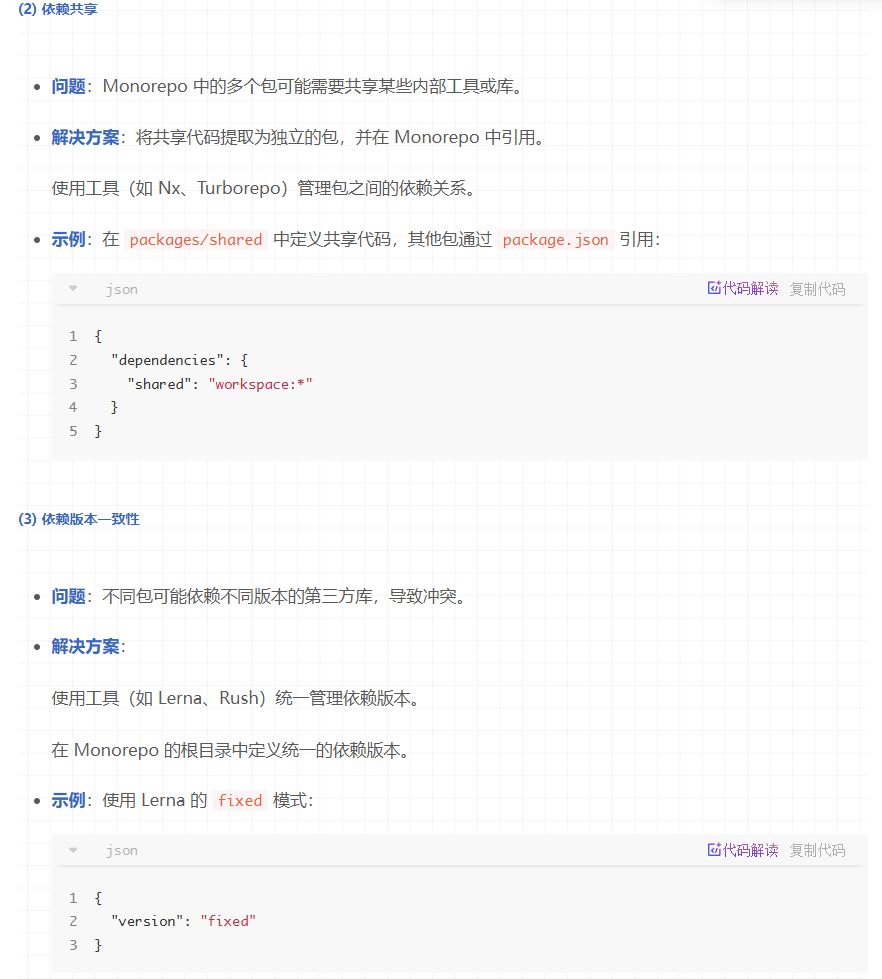 (2) 依赖共享
问题：Monorepo 中的多个包可能需要共享某些内部工具或库。
解决方案：将共享代码提取为独立的包，并在 Monorepo 中引用。
使用工具（如 Nx、Turborepo）管理包之间的依赖关系。
示例：在 packages/shared 中定义共享代码，其他包通过 package.json 引用：
json 代码解读 复制代码
1 {
2   "dependencies": {
3     "shared": "workspace:*"
4   }
5 }
(3) 依赖版本一致性
问题：不同包可能依赖不同版本的第三方库，导致冲突。
解决方案：
使用工具（如 Lerna、Rush）统一管理依赖版本。
在 Monorepo 的根目录中定义统一的依赖版本。
示例：使用 Lerna 的 fixed 模式：
json 代码解读 复制代码
1 {
2   "version": "fixed"
3 }